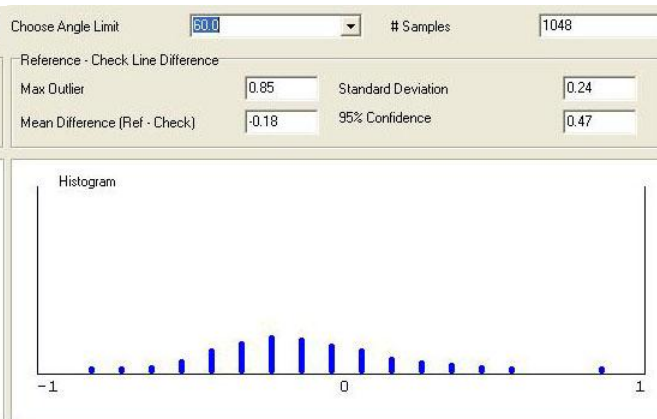 Choose Angle Limit 60.0 # Samples 1048
Reference - Check Line Difference
Max Outlier 0.85 Standard Deviation 0.24
Mean Difference (Ref - Check) -0.18 95% Confidence 0.47
Histogram
-1 0 1